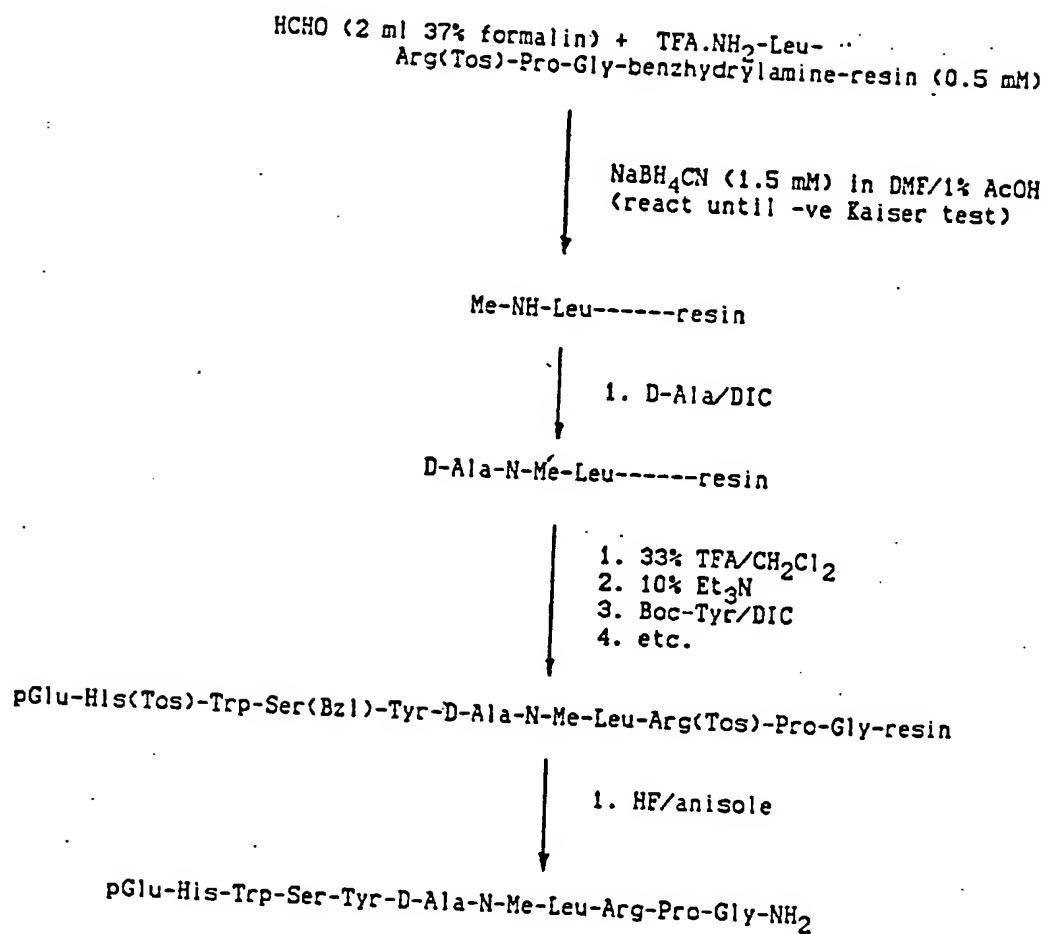 HCHO (2 ml 37% formalin) + TFA.NH2-Leu-
Arg(Tos)-Pro-Gly-benzhydrylamine-resin (0.5 mM)
NaBH4CN (1.5 mM) in DMF/1% AcOH
(react until -ve Kaiser test)
Me-NH-Leu------resin
1. D-Ala/DIC
D-Ala-N-Me-Leu------resin
1. 33% TFA/CH2Cl2
2. 10% Et3N
3. Boc-Tyr/DIC
4. etc.
pGlu-His(Tos)-Trp-Ser(Bzl)-Tyr-D-Ala-N-Me-Leu-Arg(Tos)-Pro-Gly-resin
1. HF/anisole
pGlu-His-Trp-Ser-Tyr-D-Ala-N-Me-Leu-Arg-Pro-Gly-NH2